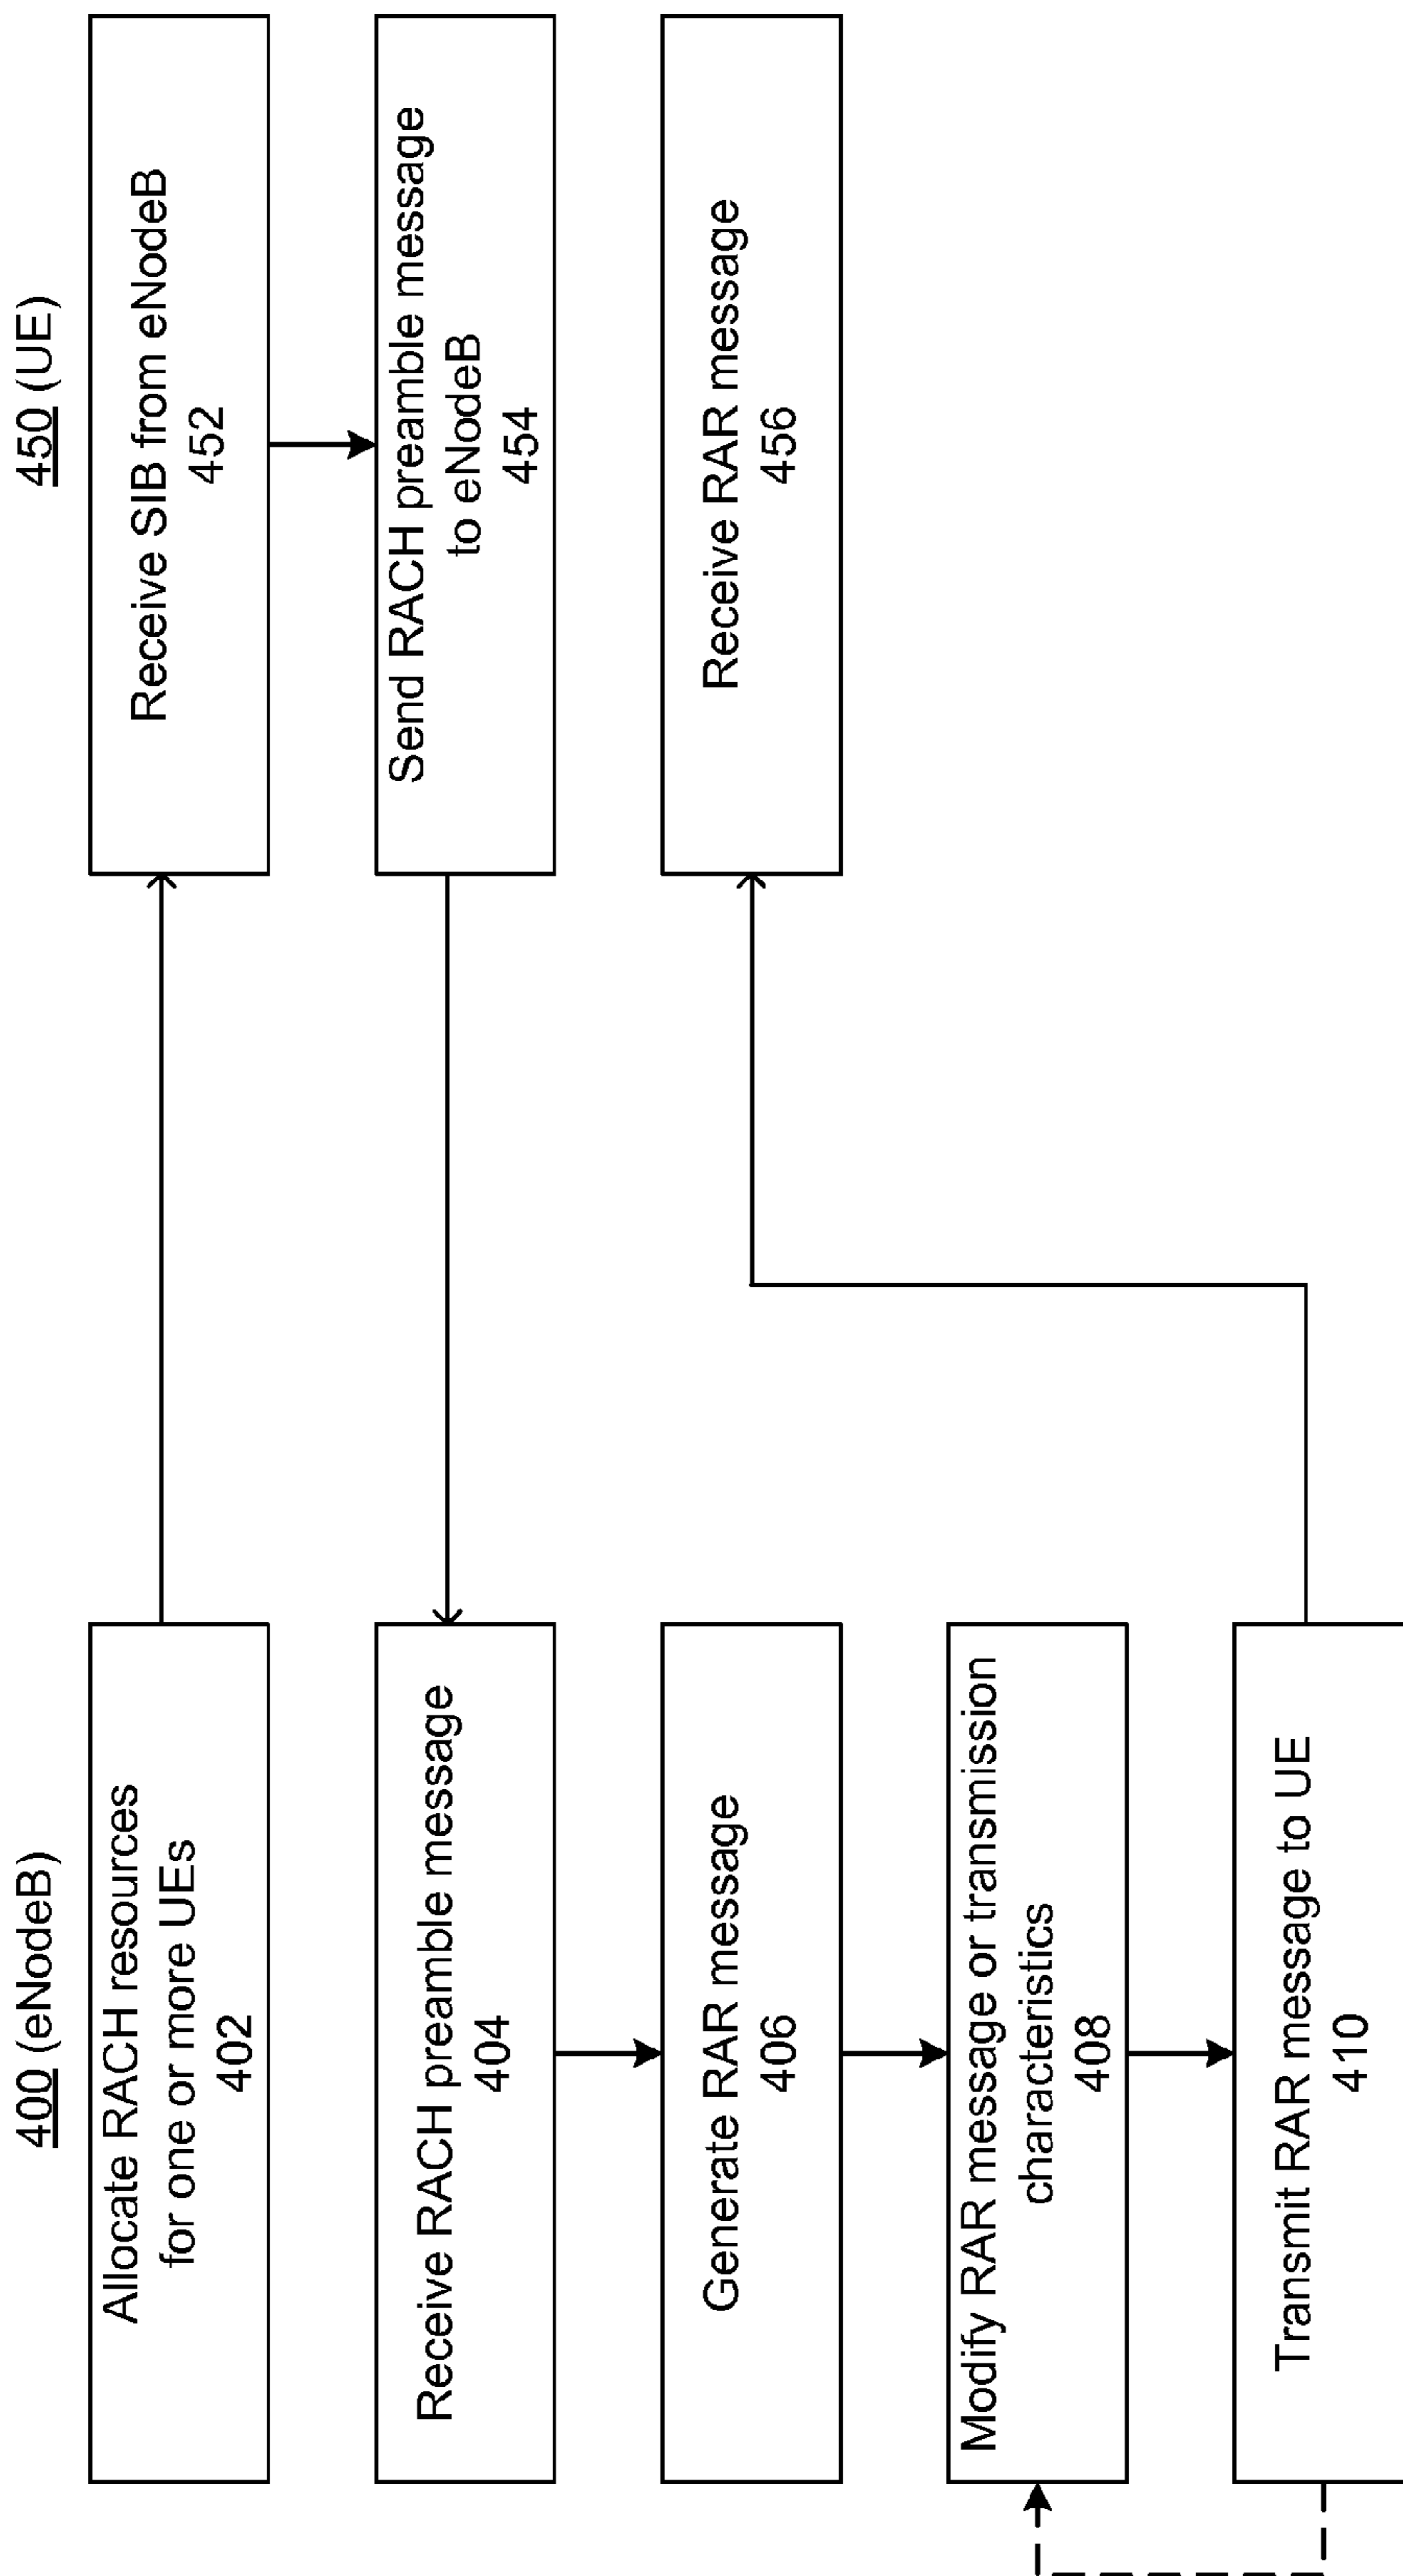 400 (eNodeB)
Allocate RACH resources
for one or more UEs
402
Receive RACH preamble message
404
Generate RAR message
406
Modify RAR message or transmission
characteristics
408
Transmit RAR message to UE
410
450 (UE)
Receive SIB from eNodeB
452
Send RACH preamble message
to eNodeB
454
Receive RAR message
456